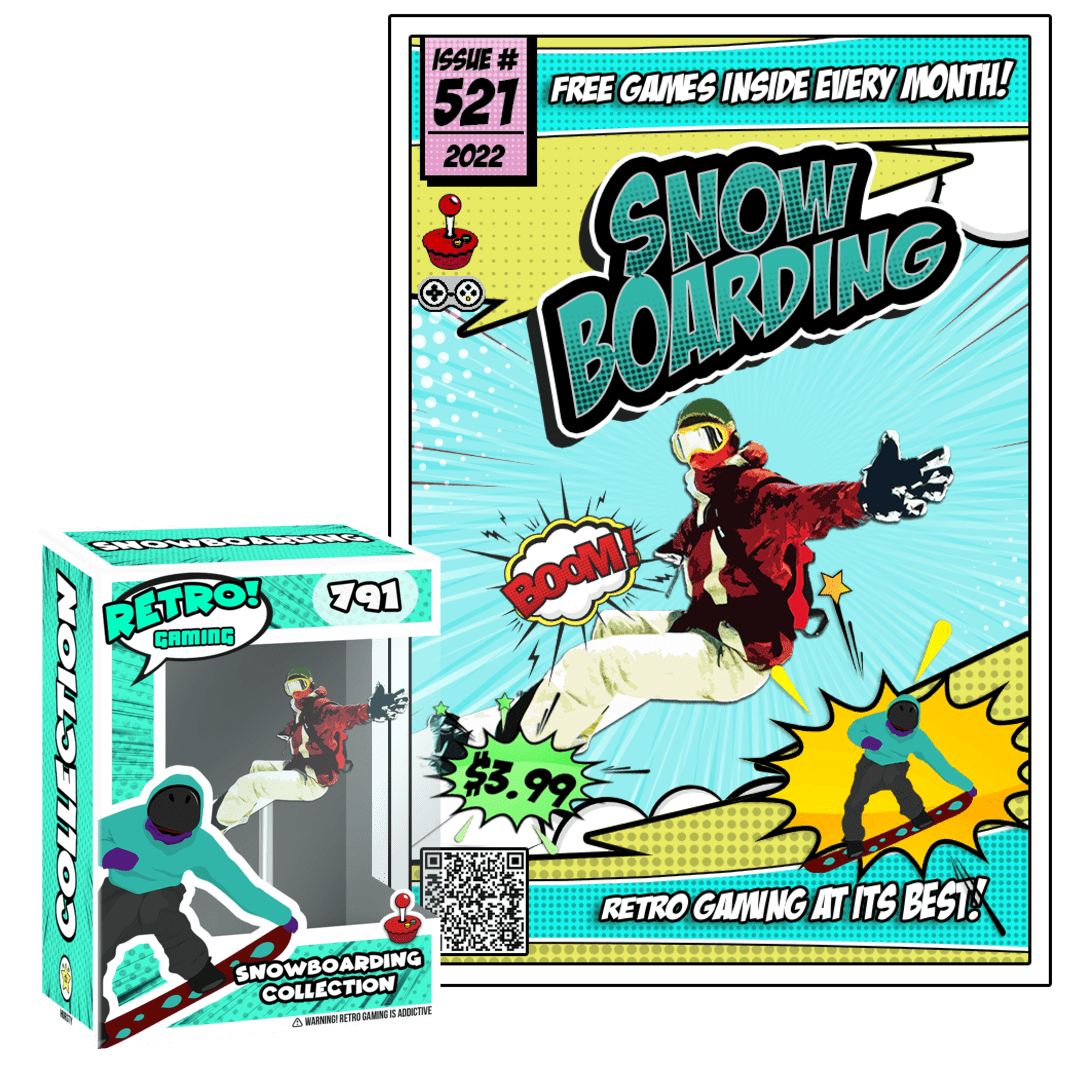 ISSUE #
521
2022
FREE GAMES INSIDE EVERY MONTH!
SNOW
BOARDING
BOOM!
$3.99
RETRO GAMING AT ITS BEST!
SNOWBOARDING
RETRO!
GAMING
791
COLLECTION
SNOWBOARDING
COLLECTION
HURSTY
⚠ WARNING! RETRO GAMING IS ADDICTIVE